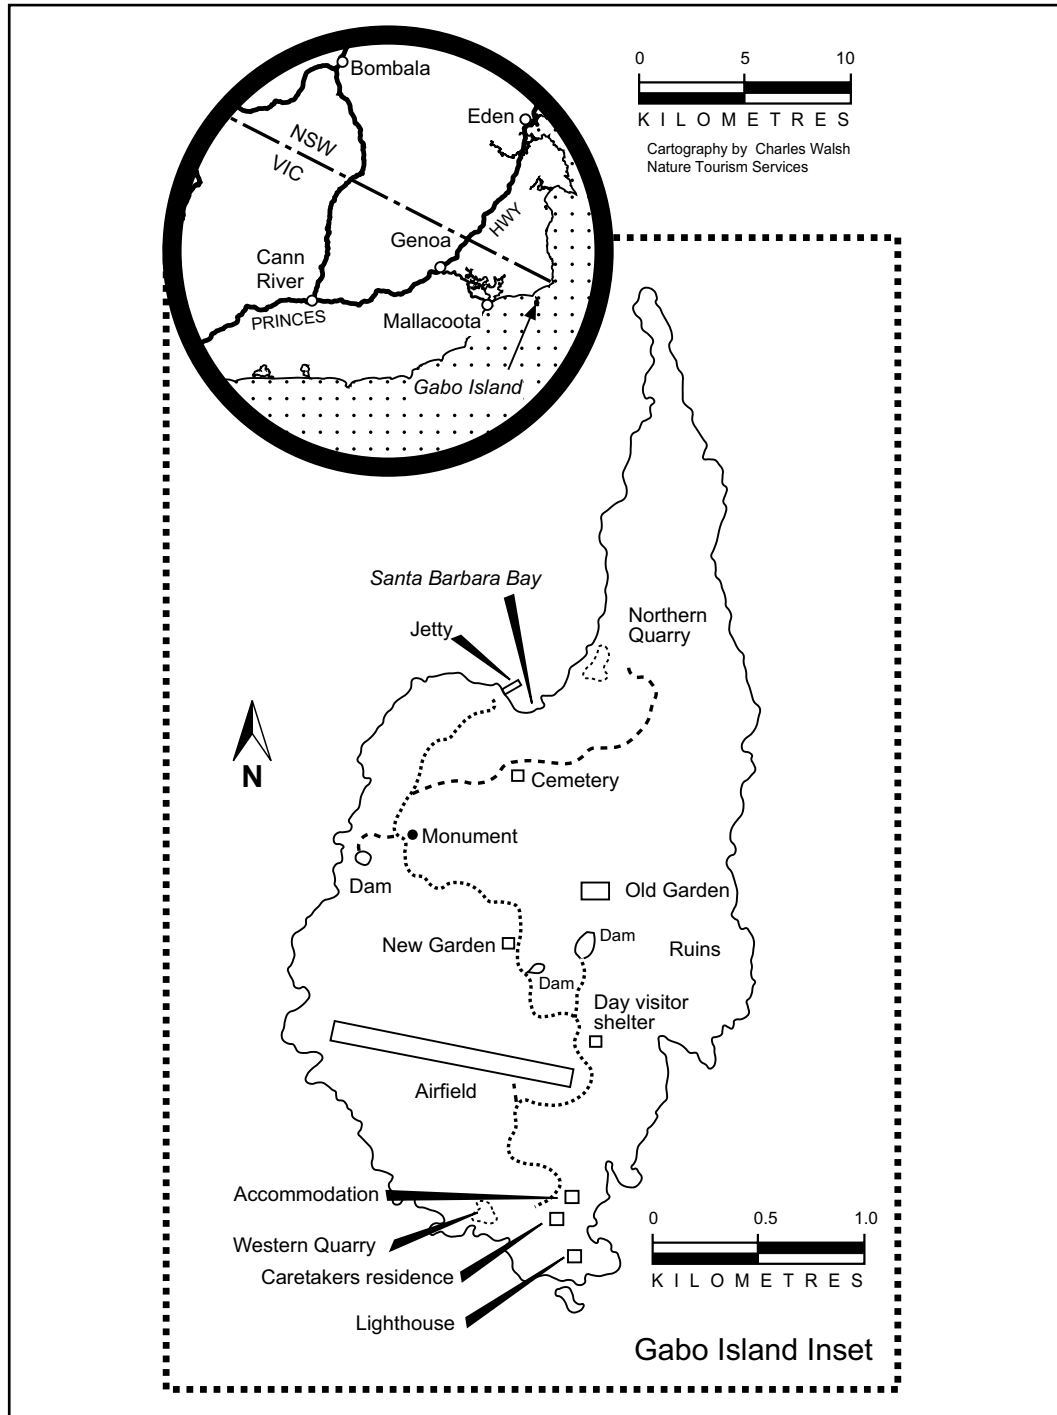 Bombala
Eden
NSW
VIC
HWY
Genoa
Cann
River
PRINCES
Mallacoota
Gabo Island
0 5 10
KILOMETRES
Cartography by Charles Walsh
Nature Tourism Services
Santa Barbara Bay
Jetty
Northern
Quarry
N
Cemetery
Monument
Dam
Old Garden
New Garden
Dam
Ruins
Dam
Day visitor
shelter
Airfield
Accommodation
Western Quarry
Caretakers residence
Lighthouse
0 0.5 1.0
KILOMETRES
Gabo Island Inset